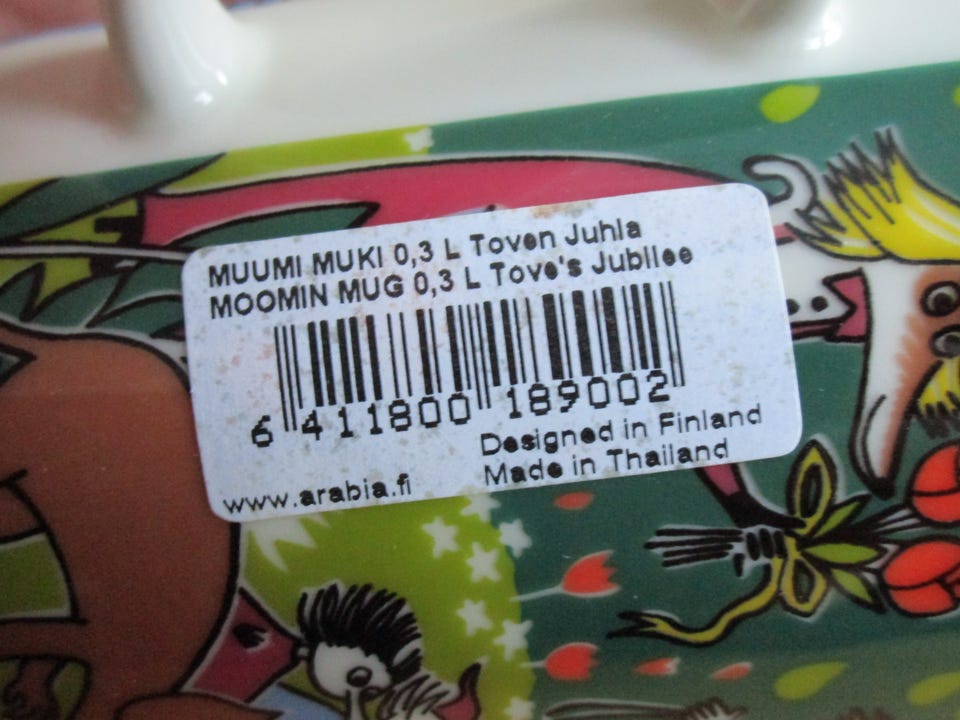 MUUMI MUKI 0,3 L Toven Juhla
MOOMIN MUG 0,3 L Tove's Jubilee
6 411800 189002
Designed in Finland
Made in Thailand
www.arabia.fi